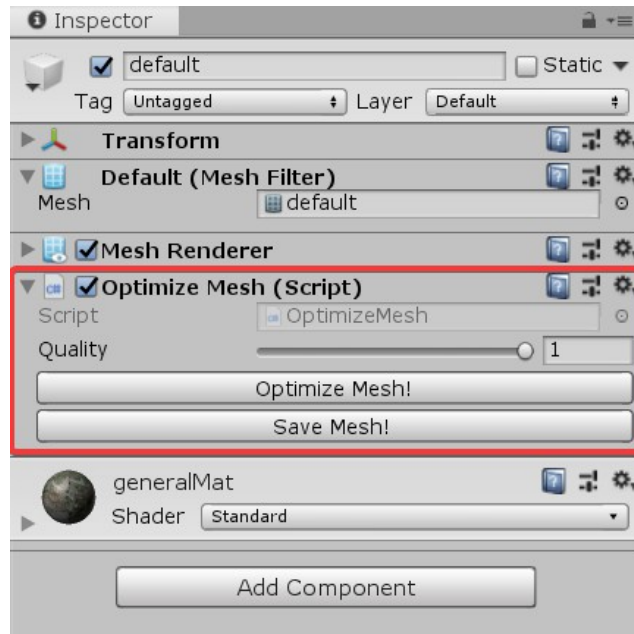 Inspector
default
Static
Tag Untagged Layer Default
Transform
Default (Mesh Filter)
Mesh default
Mesh Renderer
Optimize Mesh (Script)
Script OptimizeMesh
Quality 1
Optimize Mesh!
Save Mesh!
generalMat
Shader Standard
Add Component